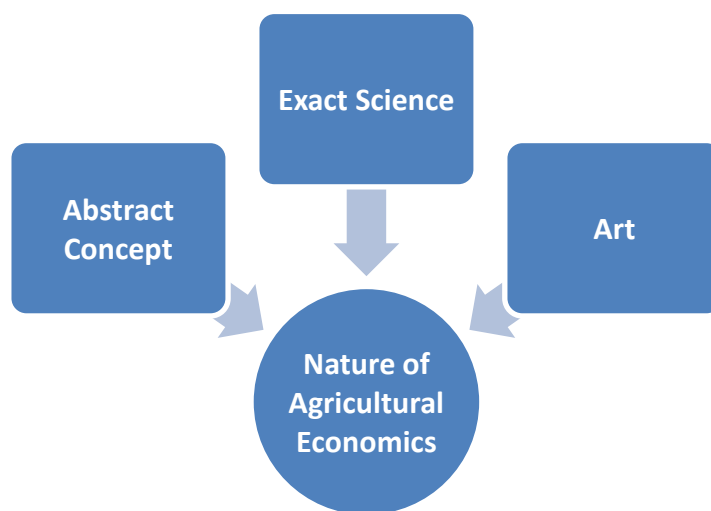 Exact Science
Abstract
Concept
Art
Nature of
Agricultural
Economics